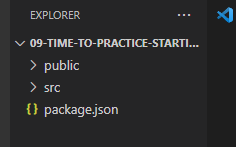 EXPLORER ...
09-TIME-TO-PRACTICE-STARTI...
public
src
{} package.json